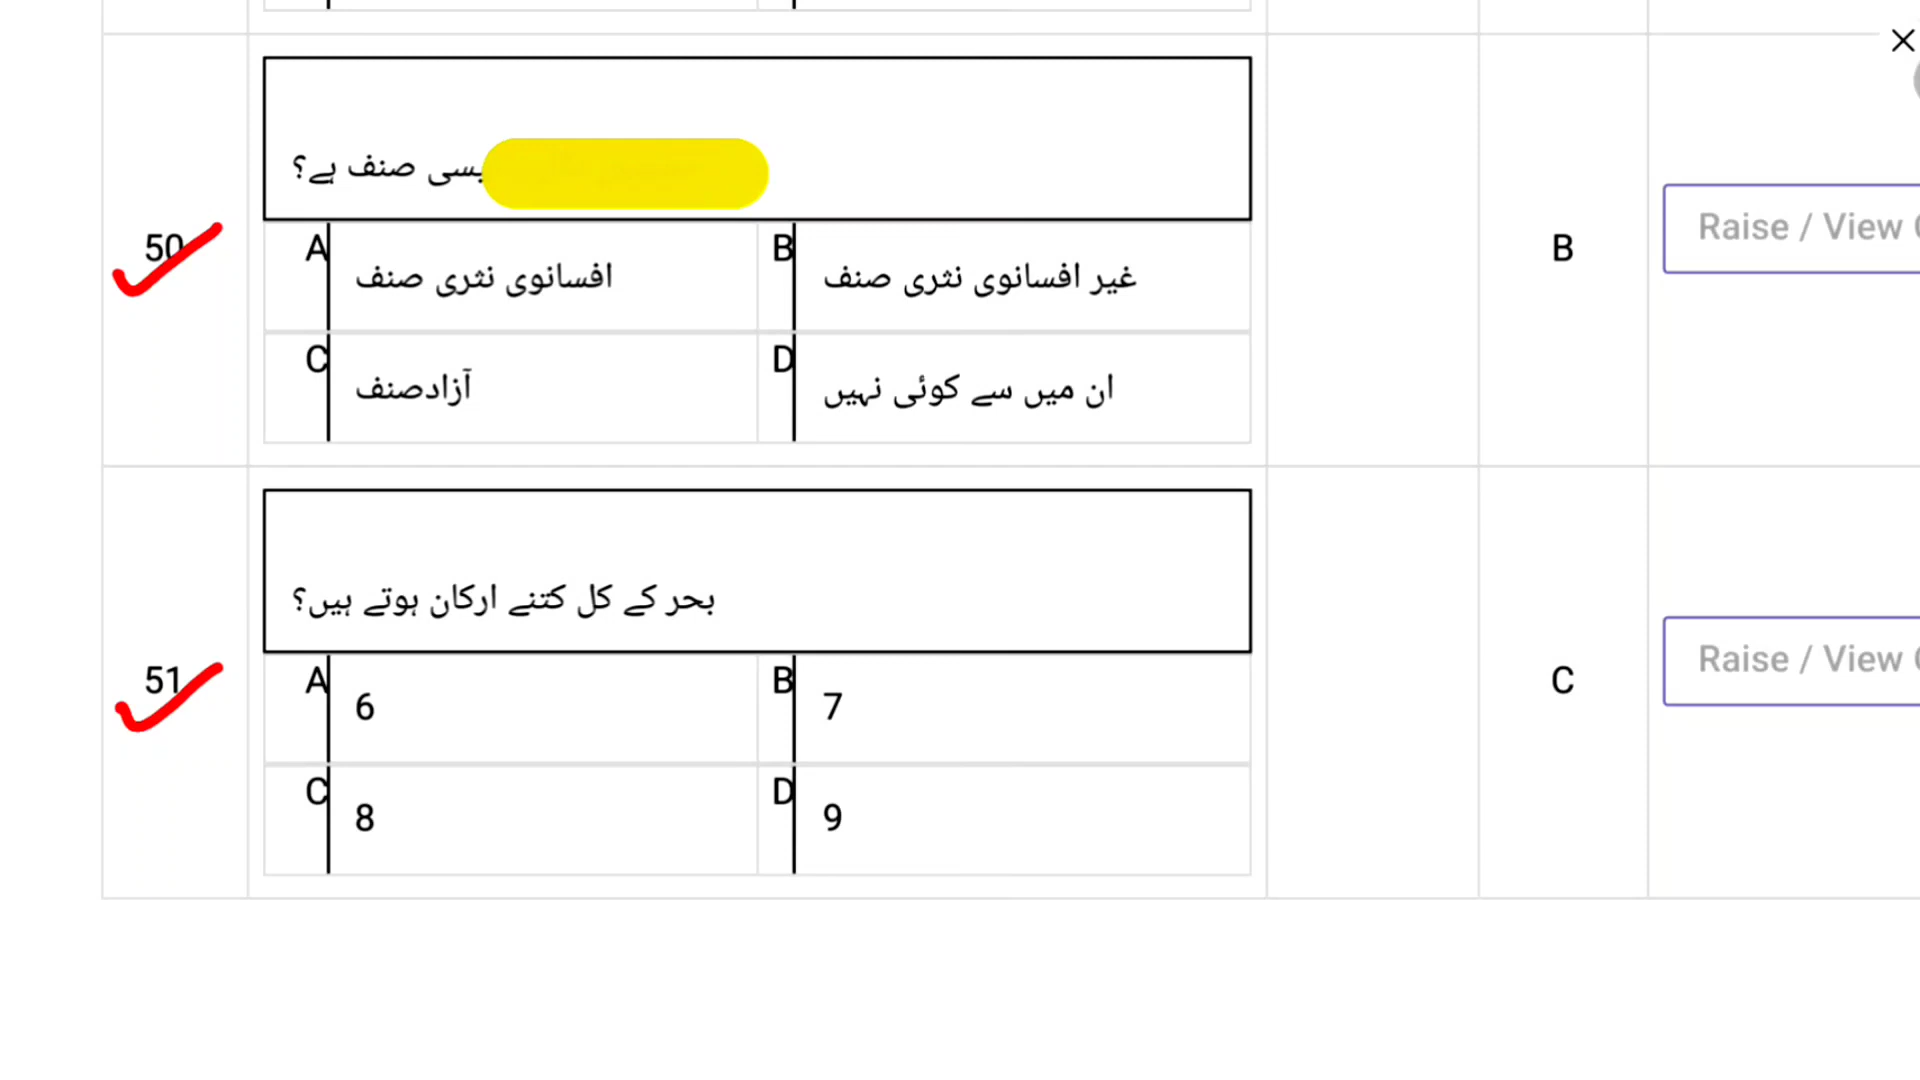 ×
50
یسی صنف ہے؟
A
افسانوی نثری صنف
B
غیر افسانوی نثری صنف
C
آزادصنف
D
ان میں سے کوئی نہیں
B
Raise / View
51
بحر کے کل کتنے ارکان ہوتے ہیں؟
A
6
B
7
C
8
D
9
C
Raise / View